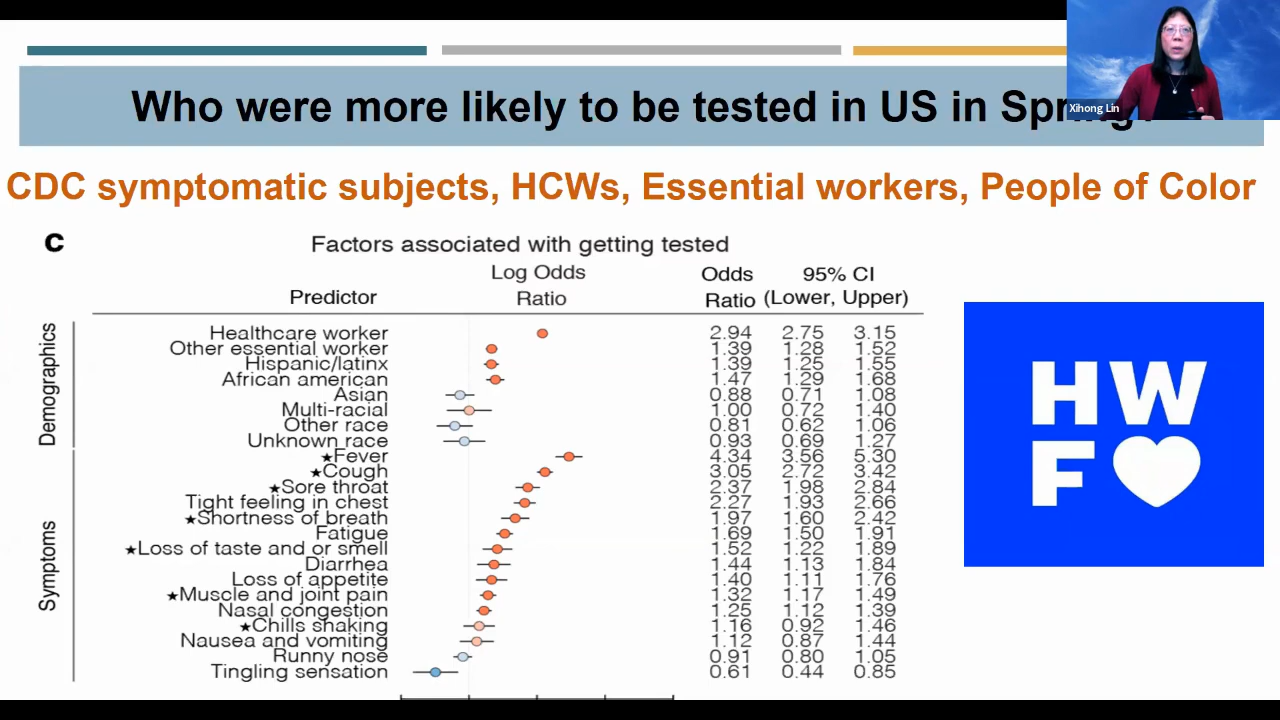 Who were more likely to be tested in US in Spring
Xihong Lin
CDC symptomatic subjects, HCWs, Essential workers, People of Color
C
Factors associated with getting tested
Predictor
Log Odds Ratio
Odds Ratio
95% CI (Lower, Upper)
Demographics
Healthcare worker 2.94 2.75 3.15
Other essential worker 1.39 1.28 1.52
Hispanic/latinx 1.39 1.25 1.55
African american 1.47 1.29 1.68
Asian 0.88 0.71 1.08
Multi-racial 1.00 0.72 1.40
Other race 0.81 0.62 1.06
Unknown race 0.93 0.69 1.27
Symptoms
★Fever 4.34 3.56 5.30
★Cough 3.05 2.72 3.42
★Sore throat 2.37 1.98 2.84
Tight feeling in chest 2.27 1.93 2.66
★Shortness of breath 1.97 1.60 2.42
Fatigue 1.69 1.50 1.91
★Loss of taste and or smell 1.52 1.22 1.89
Diarrhea 1.44 1.13 1.84
Loss of appetite 1.40 1.11 1.76
★Muscle and joint pain 1.32 1.17 1.49
Nasal congestion 1.25 1.12 1.39
★Chills shaking 1.16 0.92 1.46
Nausea and vomiting 1.12 0.87 1.44
Runny nose 0.91 0.80 1.05
Tingling sensation 0.61 0.44 0.85
HW
F